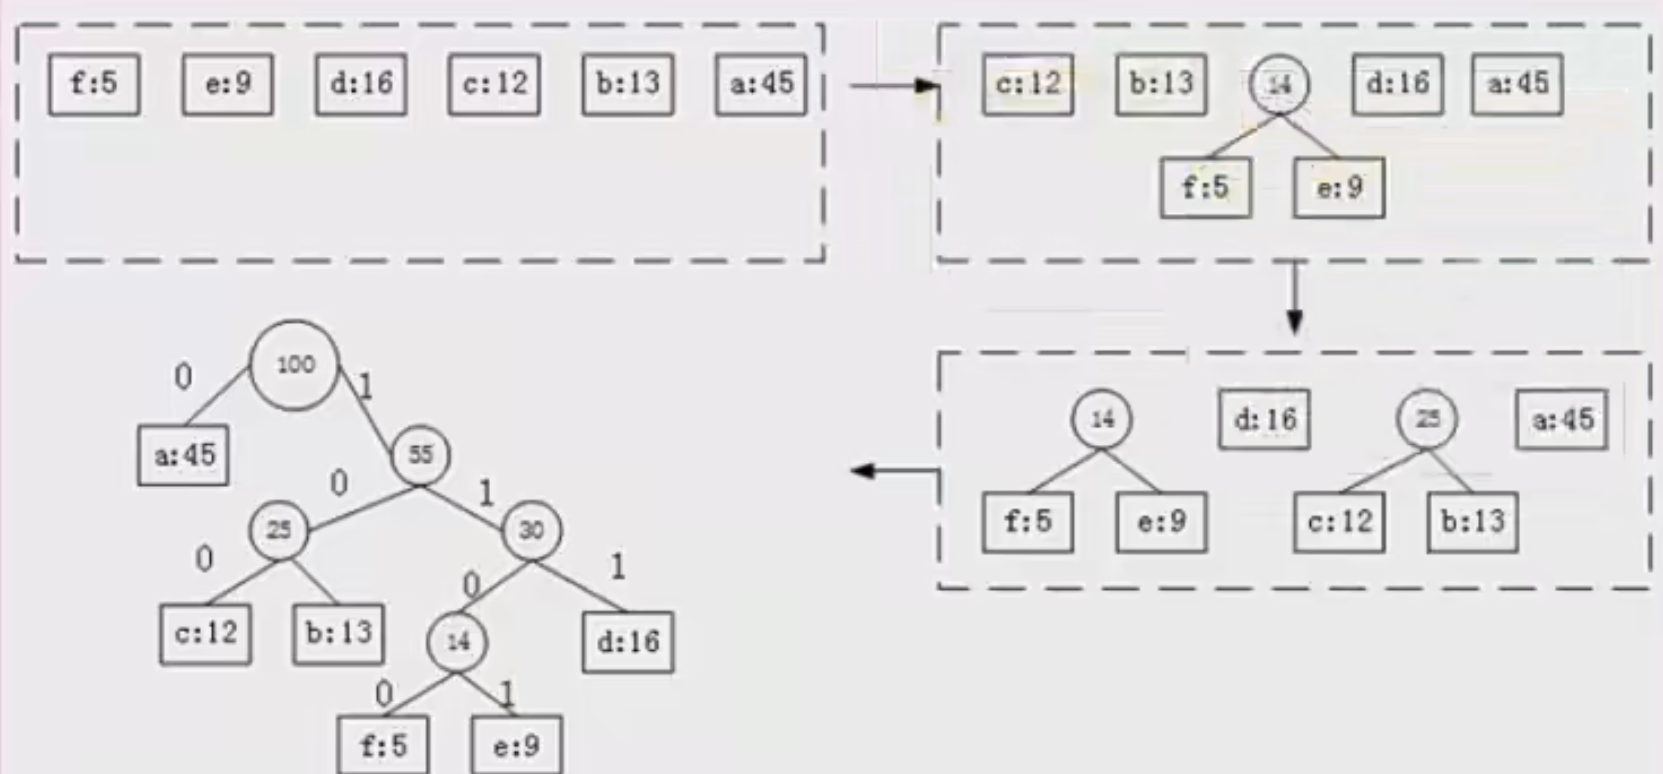 f:5 e:9 d:16 c:12 b:13 a:45
c:12 b:13 14 d:16 a:45
f:5 e:9
14 d:16 25 a:45
f:5 e:9 c:12 b:13
100
0 1
a:45 55
0 1
25 30
0 0 1
c:12 b:13 14 d:16
0 1
f:5 e:9